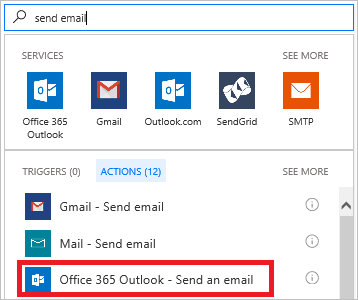 send email
SERVICES SEE MORE
Office 365 Outlook
Gmail
Outlook.com
SendGrid
SMTP
TRIGGERS (0) ACTIONS (12) SEE MORE
Gmail - Send email
Mail - Send email
Office 365 Outlook - Send an email